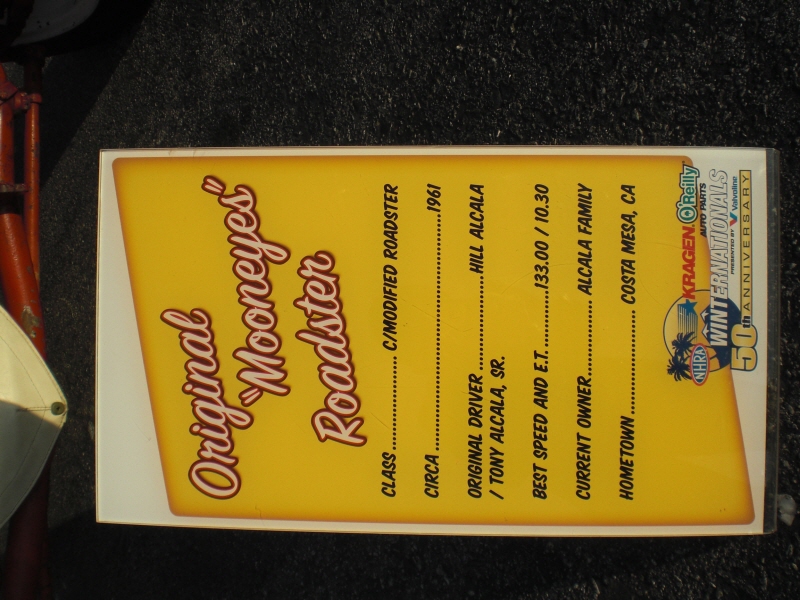 Original
"Mooneyes"
Roadster
CLASS.................. C/MODIFIED ROADSTER
CIRCA.............................................1961
ORIGINAL DRIVER.................HILL ALCALA
/ TONY ALCALA, SR.
BEST SPEED AND E.T.............133.00 / 10.30
CURRENT OWNER.............. ALCALA FAMILY
HOMETOWN.................... COSTA MESA, CA
KRAGEN O'Reilly
AUTO PARTS
NHRA WINTERNATIONALS
PRESENTED BY Valvoline
50th ANNIVERSARY